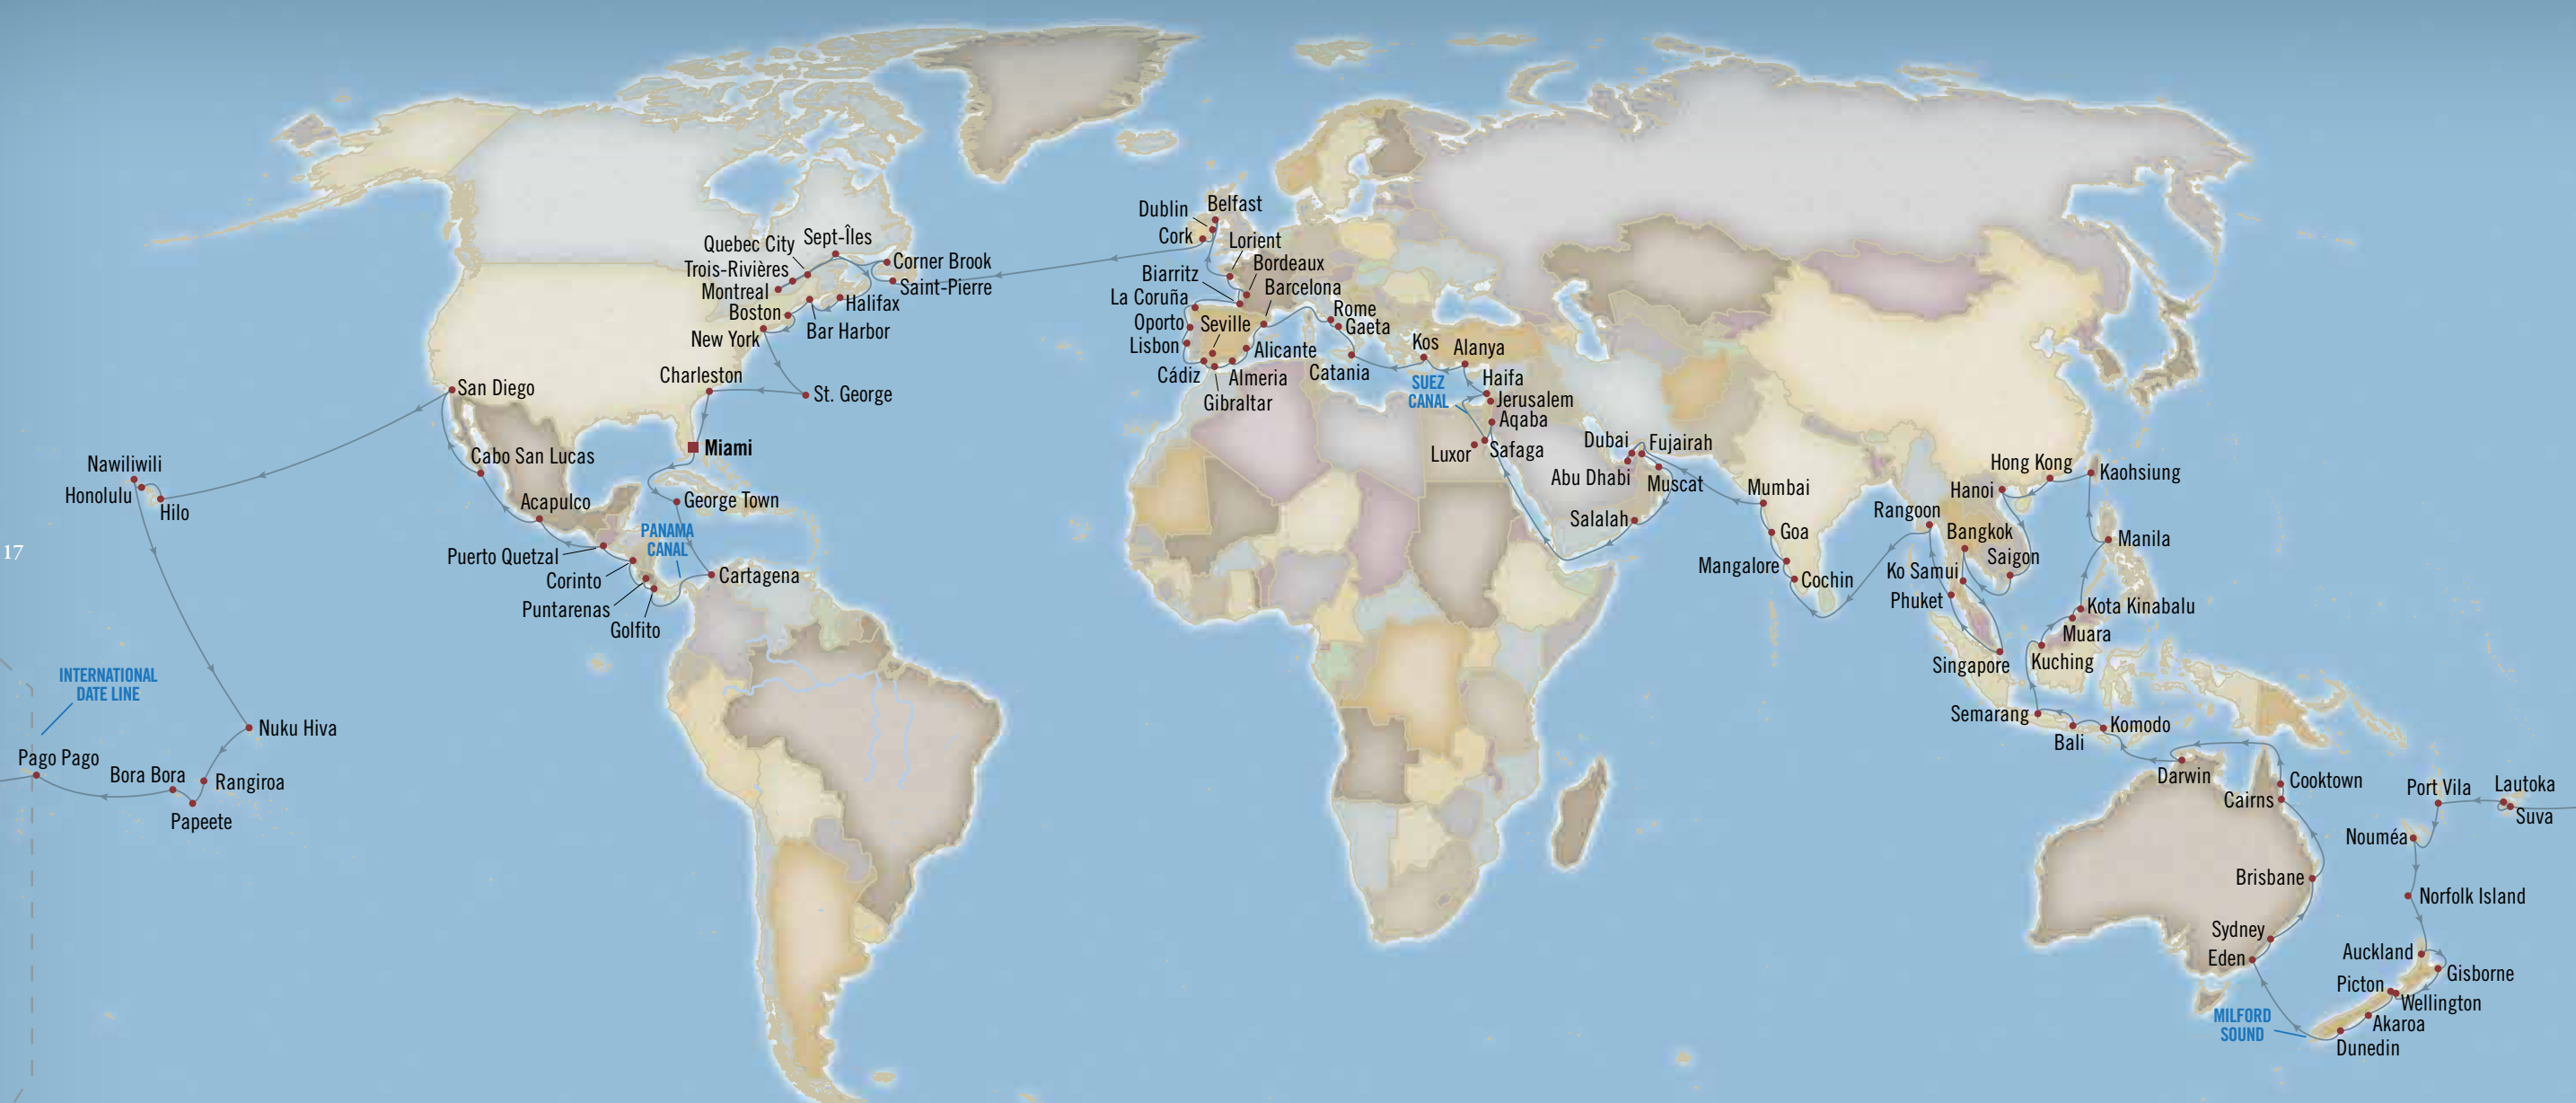 Belfast
Dublin
Cork
Lorient
Bordeaux
Biarritz
Barcelona
La Coruña
Oporto
Seville
Lisbon
Cádiz
Almeria
Alicante
Gibraltar
Rome
Gaeta
Catania
Kos
Alanya
SUEZ
CANAL
Haifa
Jerusalem
Aqaba
Safaga
Luxor
Quebec City
Sept-Îles
Corner Brook
Trois-Rivières
Saint-Pierre
Montreal
Halifax
Boston
Bar Harbor
New York
Charleston
St. George
San Diego
Miami
Cabo San Lucas
Nawiliwili
Honolulu
Hilo
Acapulco
George Town
PANAMA
CANAL
Puerto Quetzal
Corinto
Cartagena
Puntarenas
Golfito
17
INTERNATIONAL
DATE LINE
Nuku Hiva
Pago Pago
Bora Bora
Rangiroa
Papeete
Dubai
Fujairah
Abu Dhabi
Muscat
Salalah
Mumbai
Goa
Mangalore
Cochin
Hong Kong
Kaohsiung
Hanoi
Rangoon
Bangkok
Manila
Saigon
Ko Samui
Phuket
Kota Kinabalu
Muara
Singapore
Kuching
Semarang
Komodo
Bali
Darwin
Cooktown
Cairns
Port Vila
Lautoka
Suva
Nouméa
Brisbane
Norfolk Island
Sydney
Eden
Auckland
Gisborne
Picton
Wellington
MILFORD
SOUND
Akaroa
Dunedin